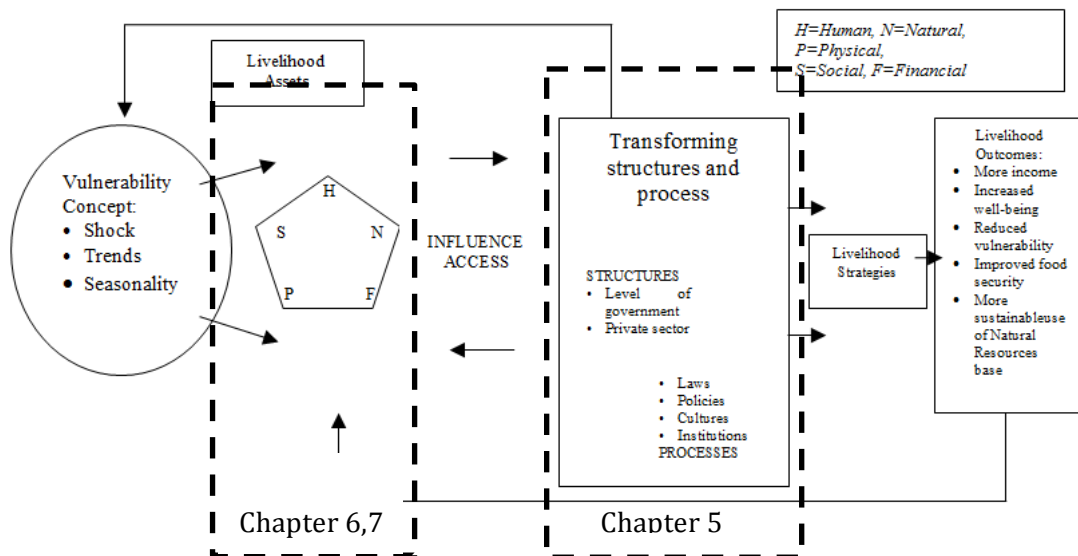 H=Human, N=Natural,
P=Physical,
S=Social, F=Financial
Livelihood
Assets
Vulnerability
Concept:
• Shock
• Trends
• Seasonality
H
S
N
P
F
INFLUENCE
ACCESS
Transforming
structures and
process
STRUCTURES
• Level of
government
• Private sector
• Laws
• Policies
• Cultures
• Institutions
PROCESSES
Livelihood
Strategies
Livelihood
Outcomes:
• More income
• Increased
well-being
• Reduced
vulnerability
• Improved food
security
• More
sustainableuse
of Natural
Resources
base
Chapter 6,7
Chapter 5